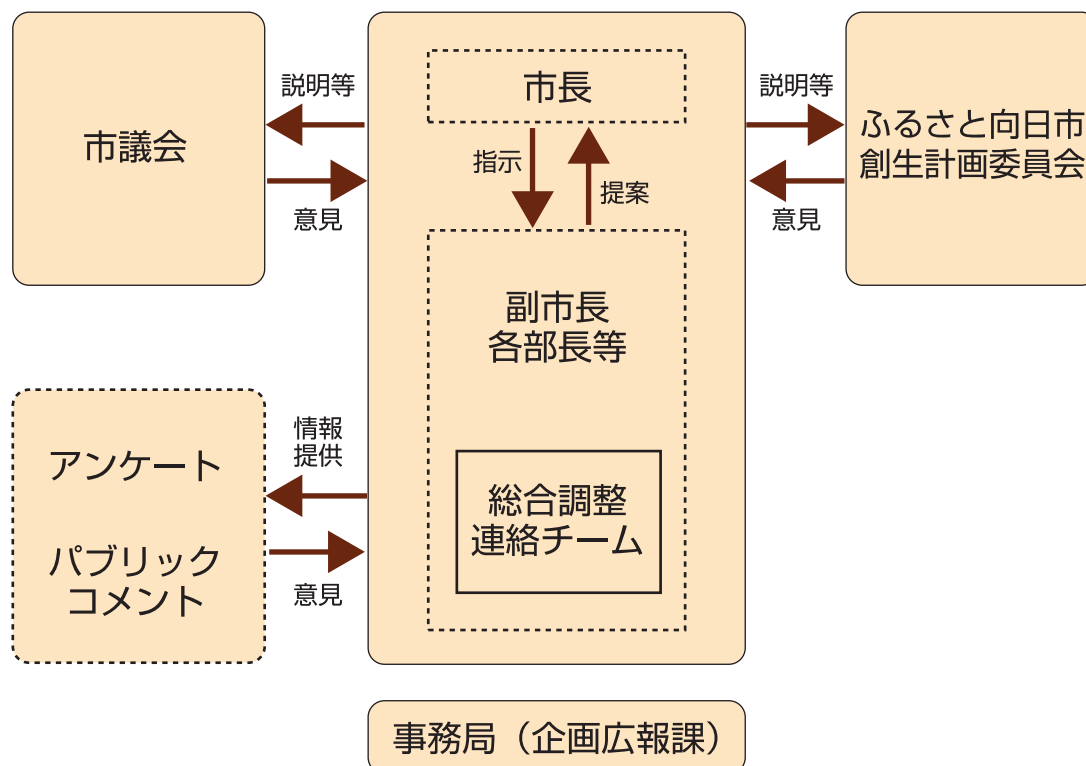 市議会
説明等
意見
市長
指示
提案
説明等
意見
ふるさと向日市
創生計画委員会
副市長
各部長等
総合調整
連絡チーム
アンケート
パブリック
コメント
情報
提供
意見
事務局（企画広報課）